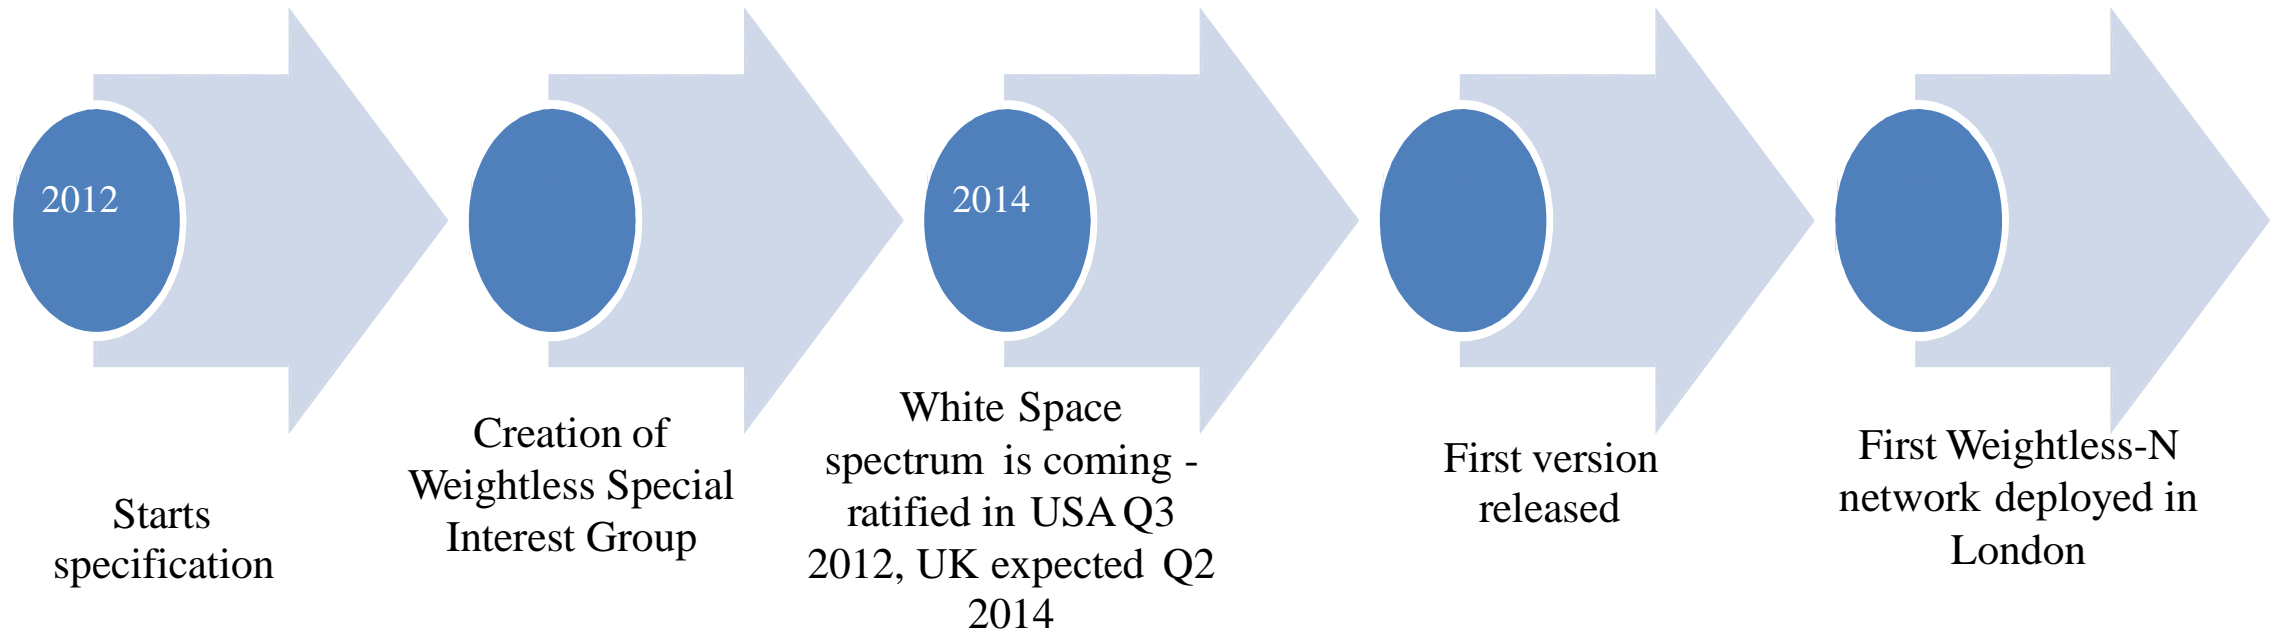 2012
2014
Starts
specification
Creation of
Weightless Special
Interest Group
White Space
spectrum is coming -
ratified in USA Q3
2012, UK expected Q2
2014
First version
released
First Weightless-N
network deployed in
London